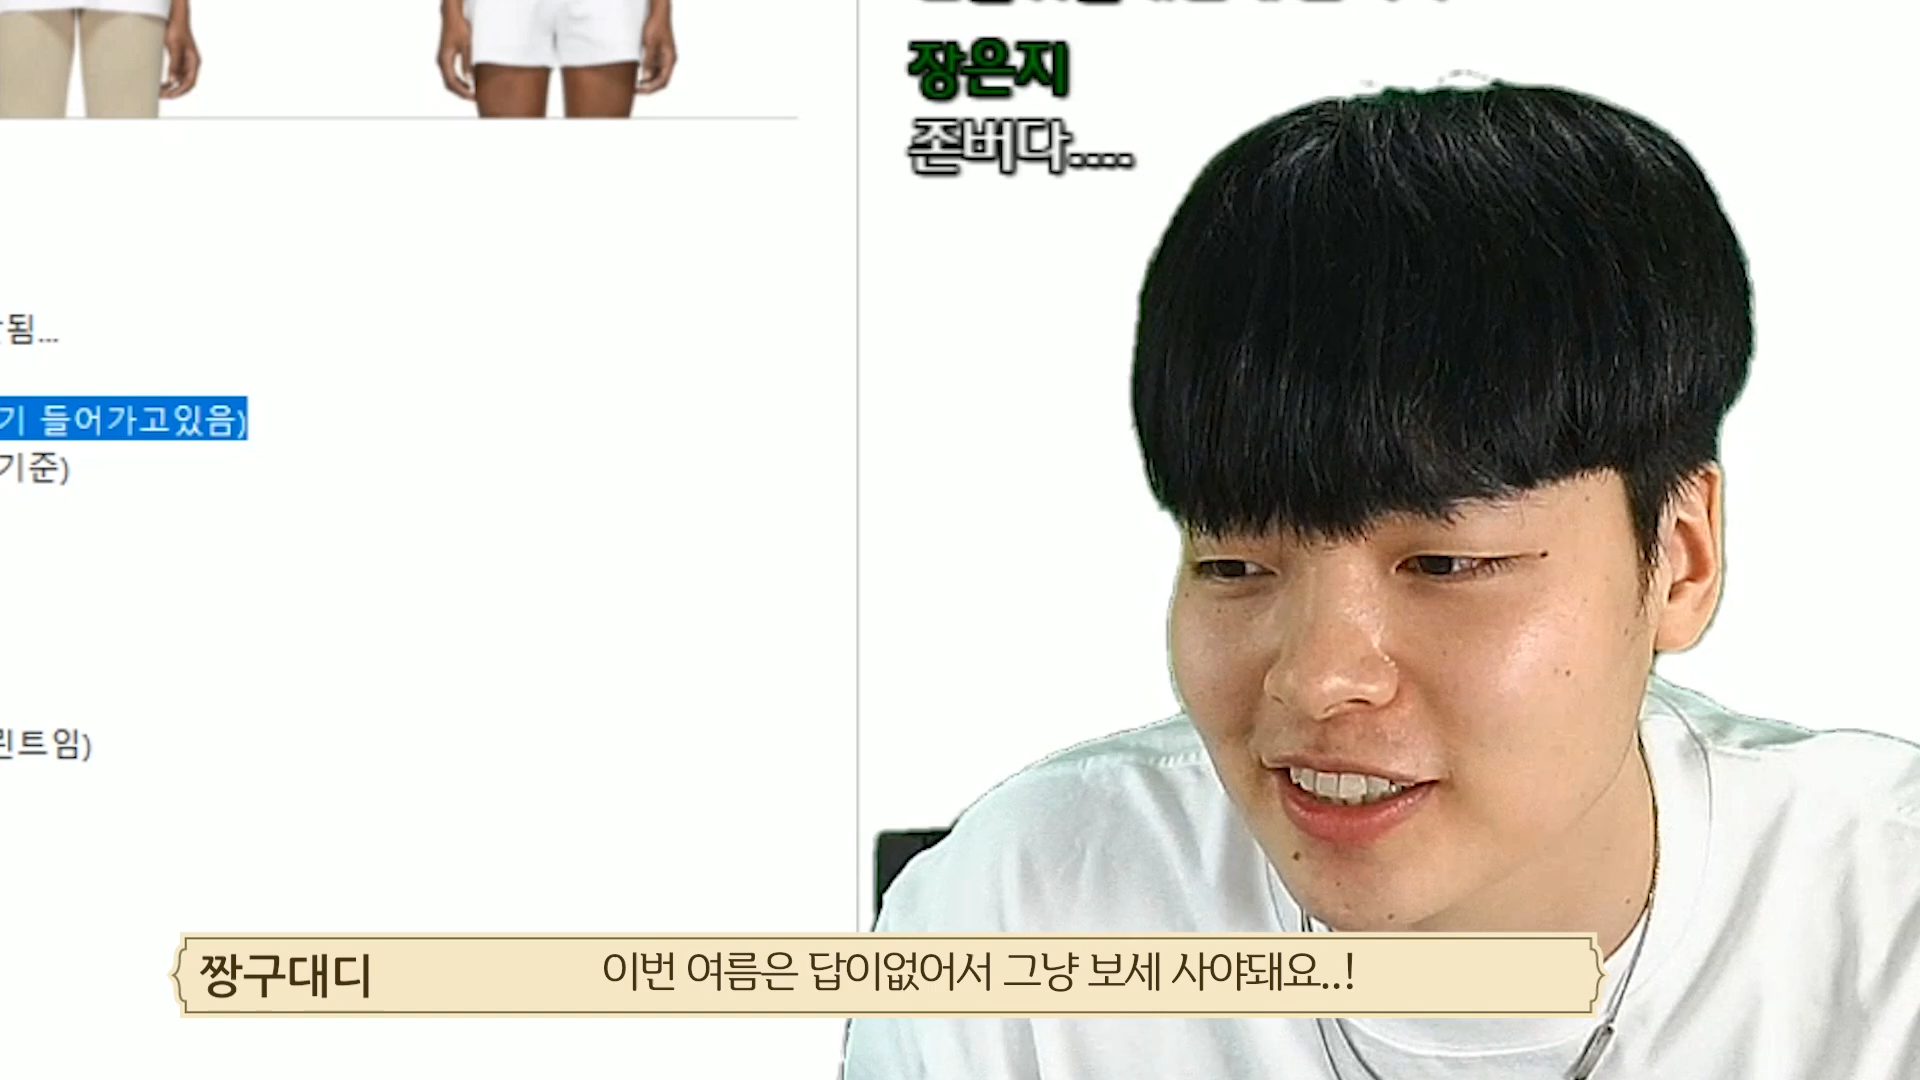 장은지
존버다....
됨...
기 들어가고있음)
기준)
린트임)
짱구대디
이번 여름은 답이없어서 그냥 보세 사야돼요..!